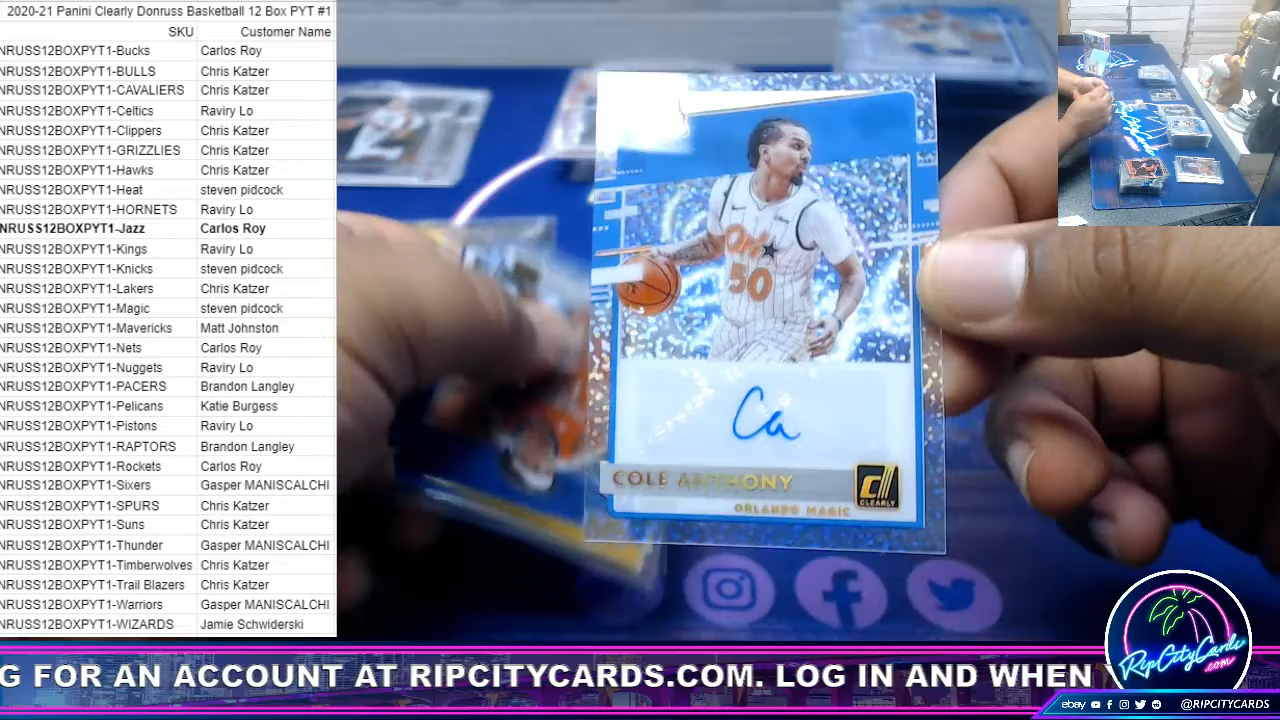 2020-21 Panini Clearly Donruss Basketball 12 Box PYT #1
SKU Customer Name
NRUSS12BOXPYT1-Bucks Carlos Roy
NRUSS12BOXPYT1-BULLS Chris Katzer
NRUSS12BOXPYT1-CAVALIERS Chris Katzer
NRUSS12BOXPYT1-Celtics Raviry Lo
NRUSS12BOXPYT1-Clippers Chris Katzer
NRUSS12BOXPYT1-GRIZZLIES Chris Katzer
NRUSS12BOXPYT1-Hawks Chris Katzer
NRUSS12BOXPYT1-Heat steven pidcock
NRUSS12BOXPYT1-HORNETS Raviry Lo
NRUSS12BOXPYT1-Jazz Carlos Roy
NRUSS12BOXPYT1-Kings Raviry Lo
NRUSS12BOXPYT1-Knicks steven pidcock
NRUSS12BOXPYT1-Lakers Chris Katzer
NRUSS12BOXPYT1-Magic steven pidcock
NRUSS12BOXPYT1-Mavericks Matt Johnston
NRUSS12BOXPYT1-Nets Carlos Roy
NRUSS12BOXPYT1-Nuggets Raviry Lo
NRUSS12BOXPYT1-PACERS Brandon Langley
NRUSS12BOXPYT1-Pelicans Katie Burgess
NRUSS12BOXPYT1-Pistons Raviry Lo
NRUSS12BOXPYT1-RAPTORS Brandon Langley
NRUSS12BOXPYT1-Rockets Carlos Roy
NRUSS12BOXPYT1-Sixers Gasper MANISCALCHI
NRUSS12BOXPYT1-SPURS Chris Katzer
NRUSS12BOXPYT1-Suns Chris Katzer
NRUSS12BOXPYT1-Thunder Gasper MANISCALCHI
NRUSS12BOXPYT1-Timberwolves Chris Katzer
NRUSS12BOXPYT1-Trail Blazers Chris Katzer
NRUSS12BOXPYT1-Warriors Gasper MANISCALCHI
NRUSS12BOXPYT1-WIZARDS Jamie Schwiderski
50
Ca
COLE ANTHONY
CLEARLY
ORLANDO MAGIC
RipCityCards
.com
G FOR AN ACCOUNT AT RIPCITYCARDS.COM. LOG IN AND WHEN
ebay @RIPCITYCARDS